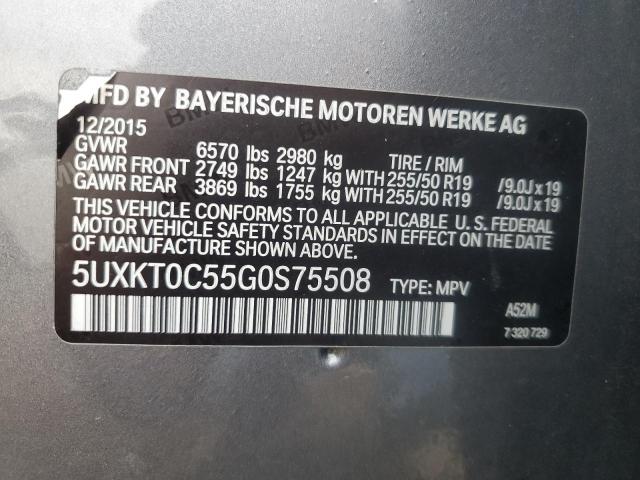 MFD BY BAYERISCHE MOTOREN WERKE AG
12/2015
GVWR 6570 lbs 2980 kg TIRE / RIM
GAWR FRONT 2749 lbs 1247 kg WITH 255/50 R19 /9.0J x 19
GAWR REAR 3869 lbs 1755 kg WITH 255/50 R19 /9.0J x 19
THIS VEHICLE CONFORMS TO ALL APPLICABLE U. S. FEDERAL
MOTOR VEHICLE SAFETY STANDARDS IN EFFECT ON THE DATE
OF MANUFACTURE SHOWN ABOVE.
5UXKT0C55G0S75508 TYPE: MPV
A52M
7 320 729